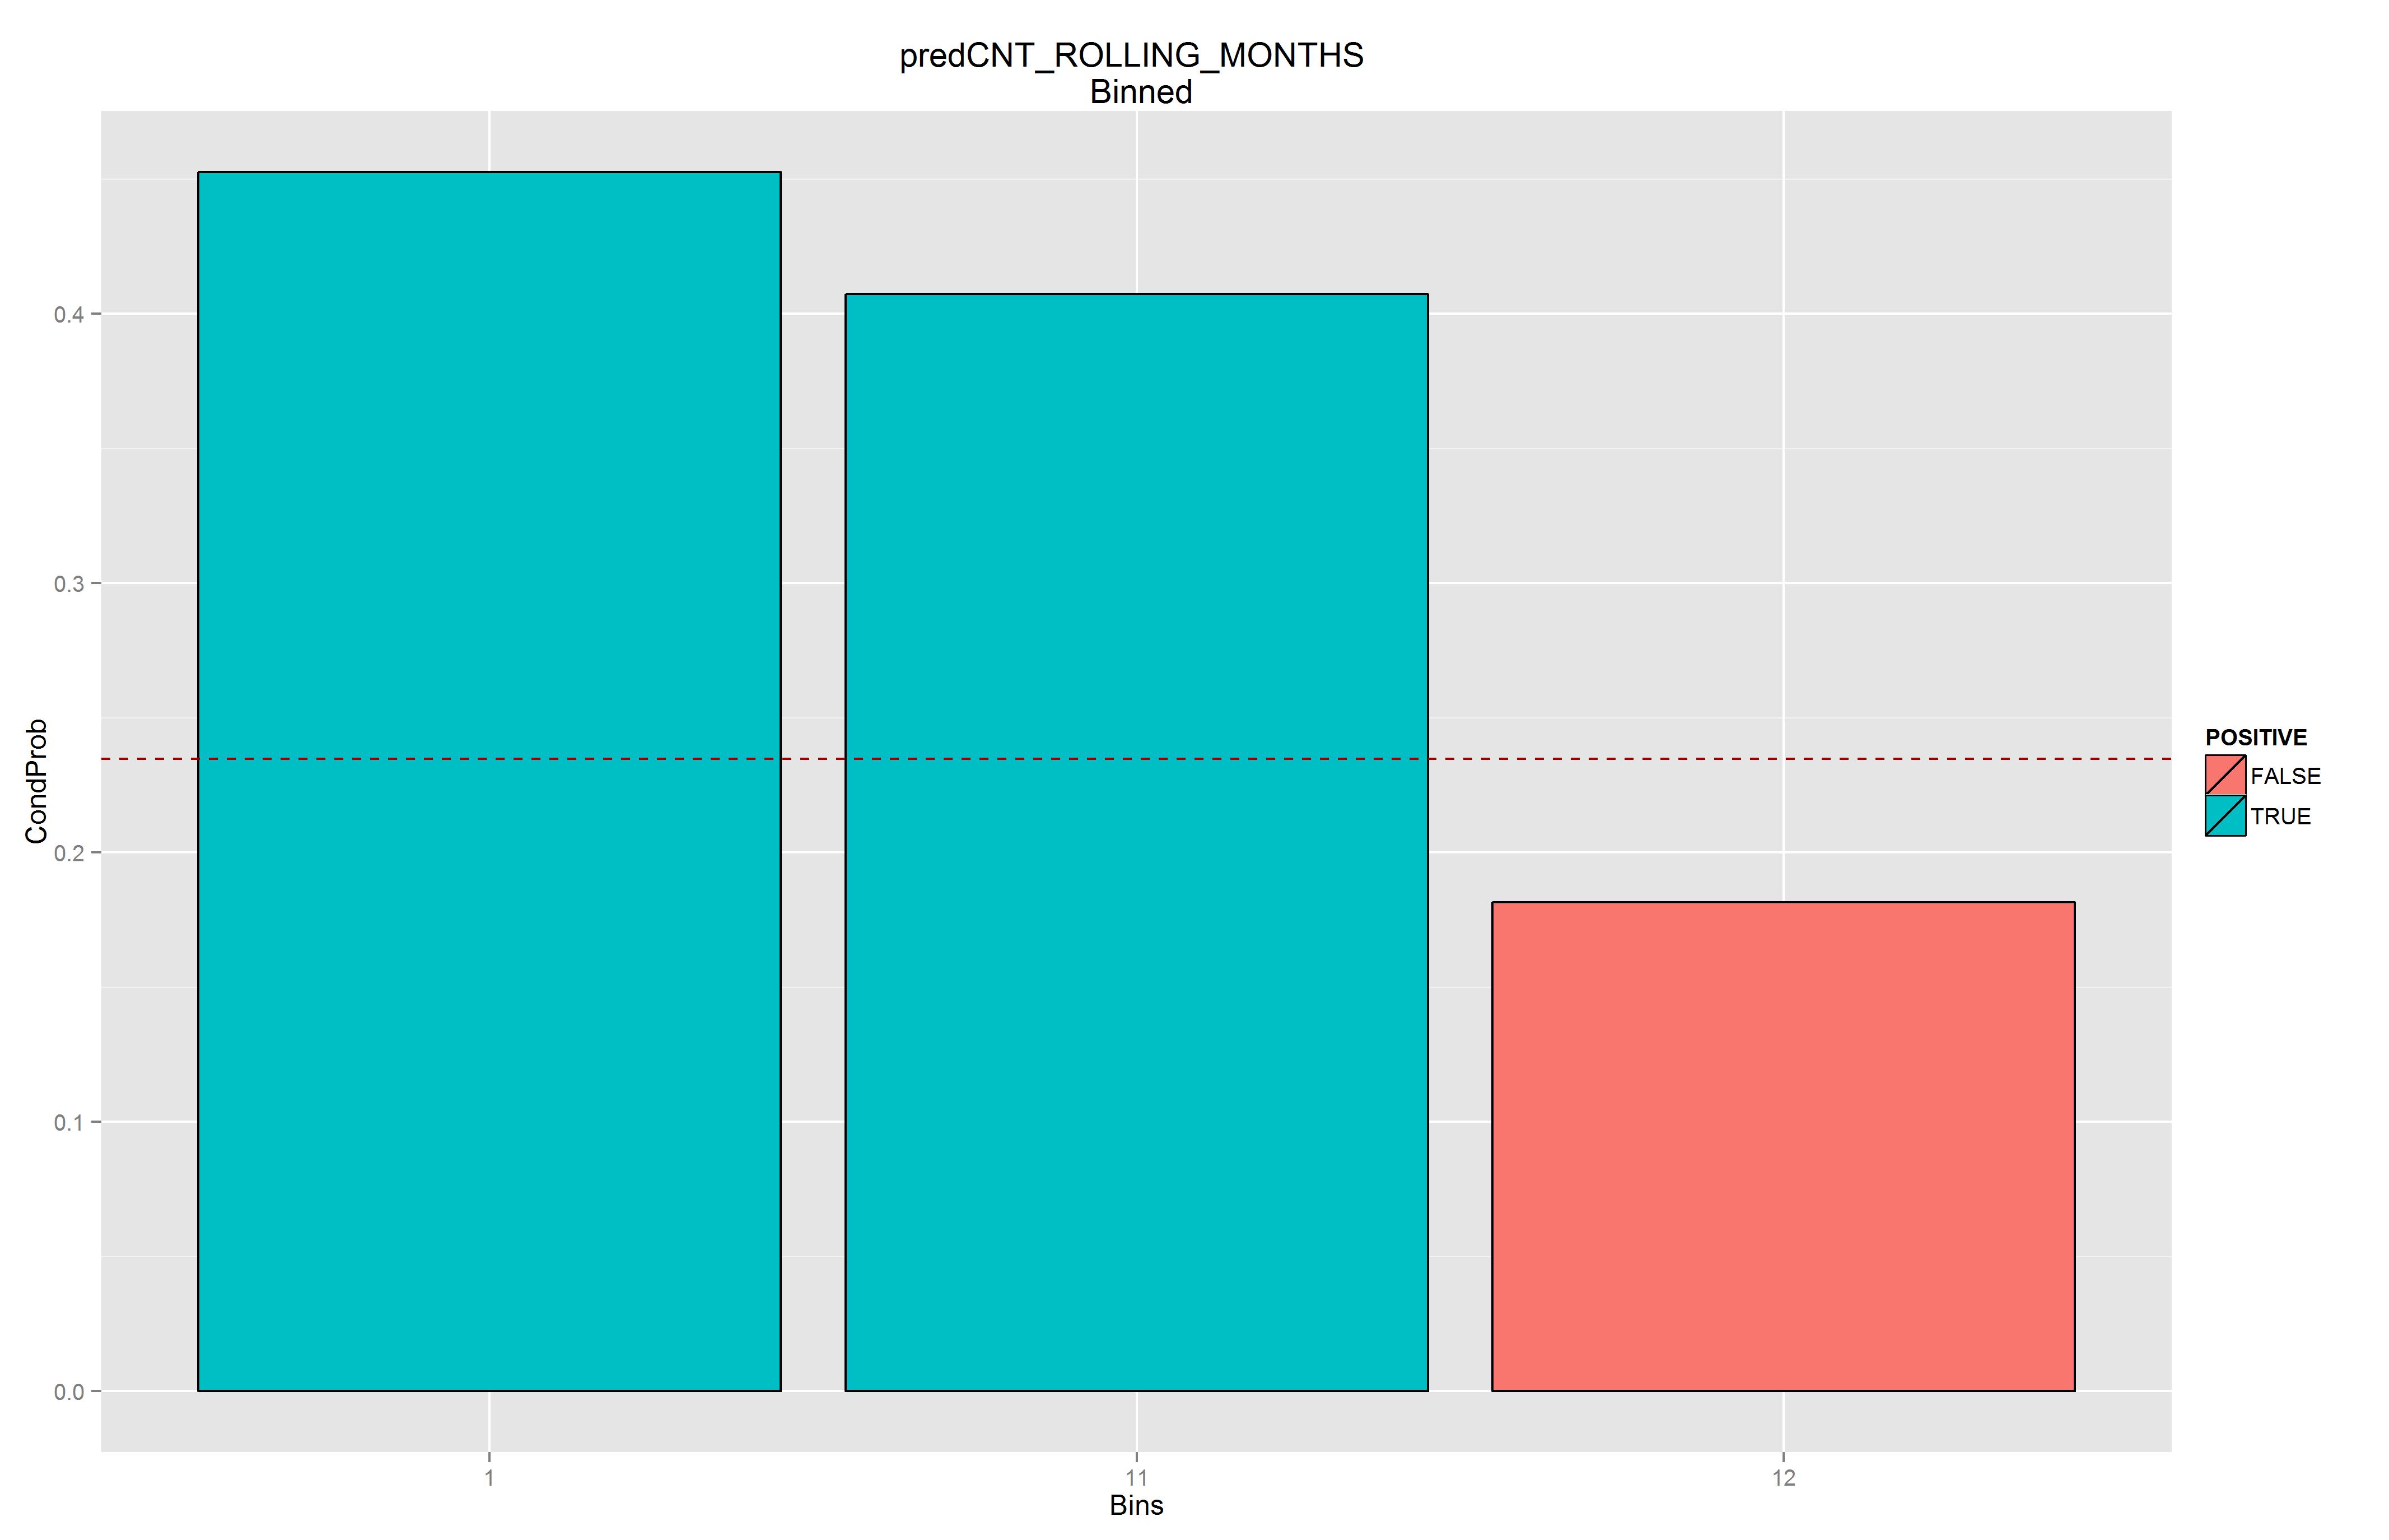 predCNT_ROLLING_MONTHS
Binned
CondProb
0.4
0.3
0.2
0.1
0.0
1
11
12
Bins
POSITIVE
FALSE
TRUE